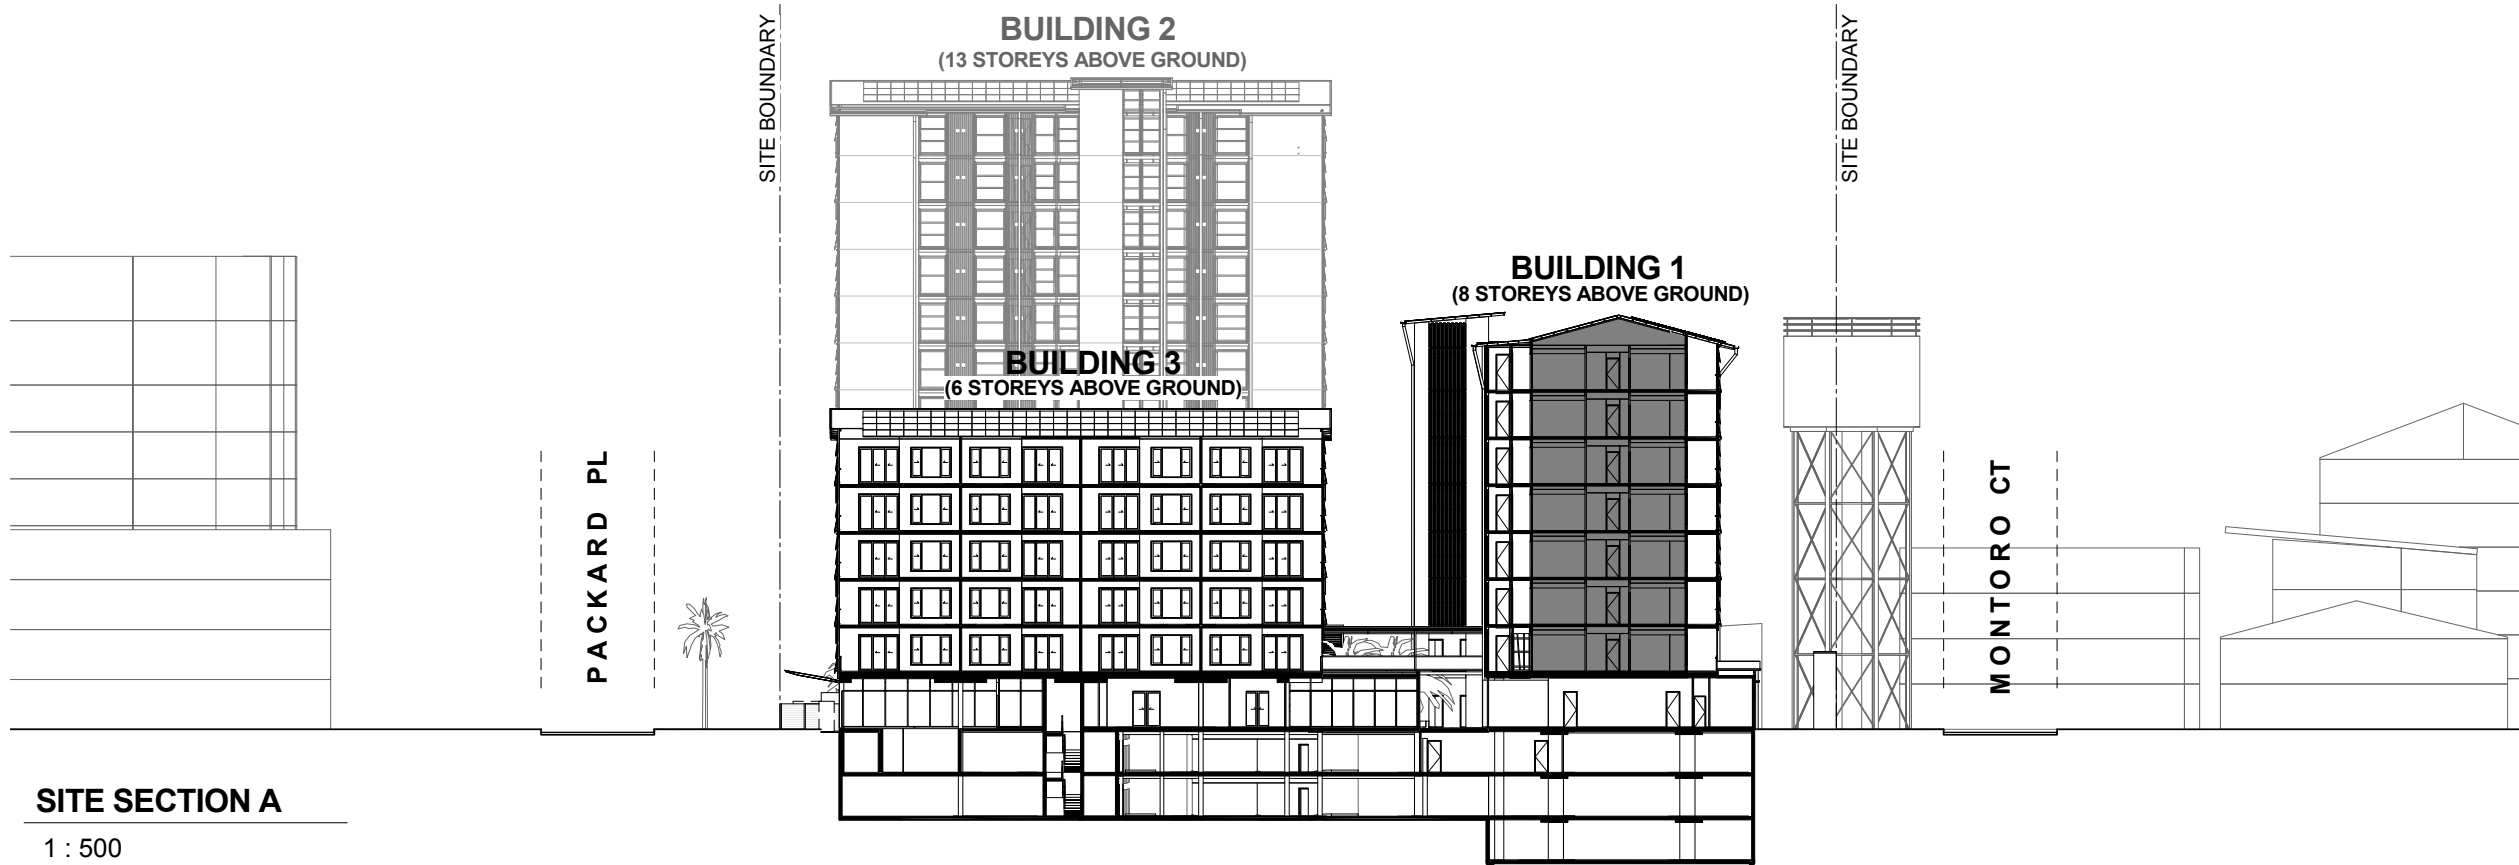 SITE BOUNDARY
BUILDING 2
(13 STOREYS ABOVE GROUND)
SITE BOUNDARY
BUILDING 1
(8 STOREYS ABOVE GROUND)
BUILDING 3
(6 STOREYS ABOVE GROUND)
PACKARD PL
MONTORO CT
SITE SECTION A
1 : 500